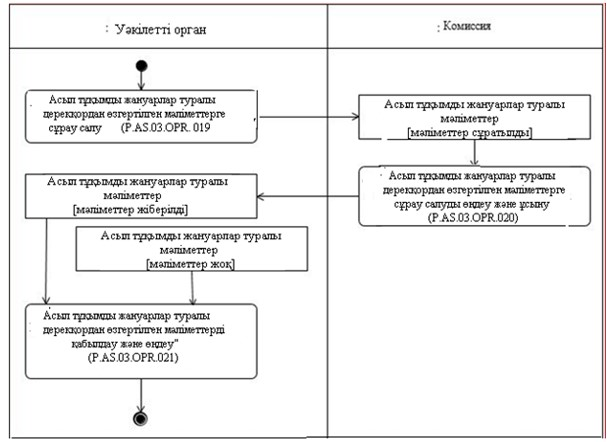 : Уәкілетті орган
: Комиссия
Асыл тұқымды жануарлар туралы
дерекқордан өзгертілген мәліметтерге
сұрау салу (P.AS.03.OPR. 019
Асыл тұқымды жануарлар туралы
мәліметтер
[мәліметтер сұратылды]
Асыл тұқымды жануарлар туралы
дерекқордан өзгертілген мәліметтерге
сұрау салуды өңдеу және ұсыну
(P.AS.03.OPR.020)
Асыл тұқымды жануарлар туралы
мәліметтер
[мәліметтер жіберілді]
Асыл тұқымды жануарлар туралы
мәліметтер
[мәліметтер жоқ]
Асыл тұқымды жануарлар туралы
дерекқордан өзгертілген мәліметтерді
қабылдау және өңдеу"
(P.AS.03.OPR.021)